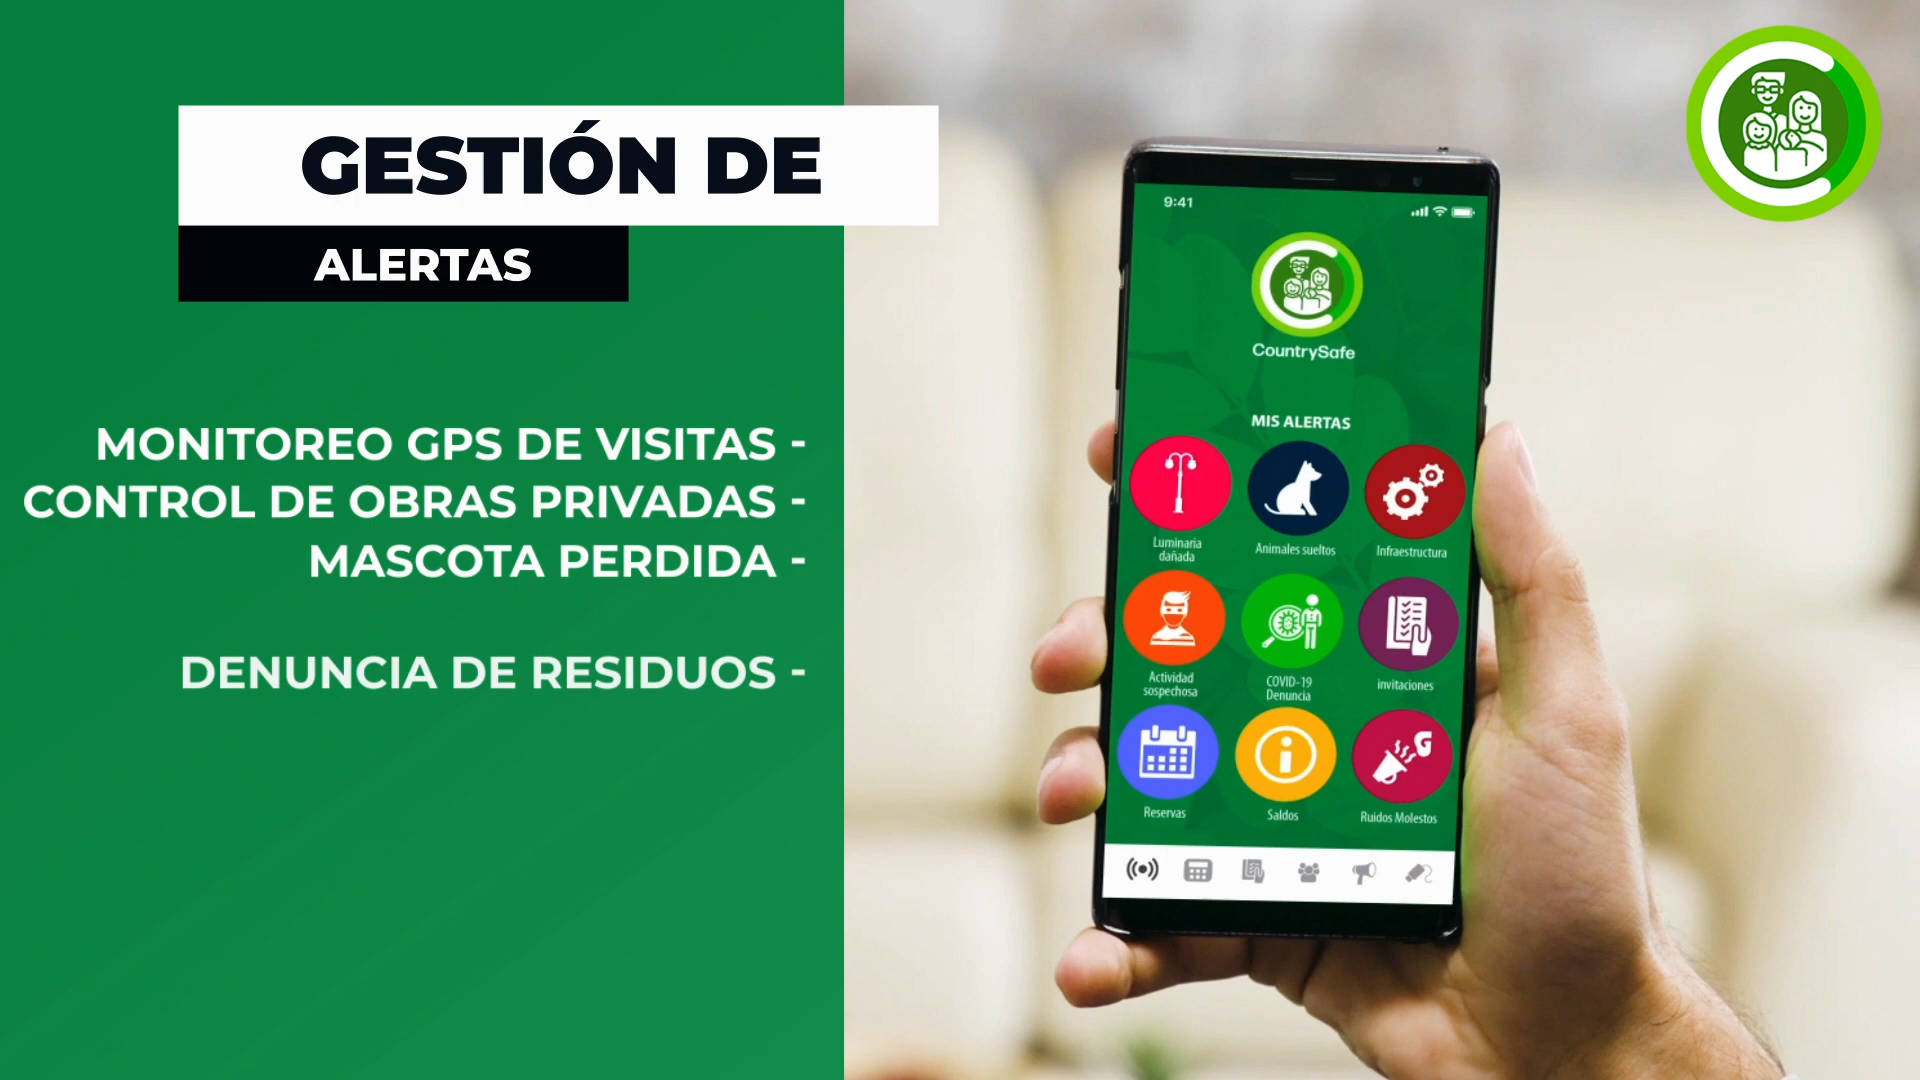 GESTIÓN DE
ALERTAS
MONITOREO GPS DE VISITAS -
CONTROL DE OBRAS PRIVADAS -
MASCOTA PERDIDA -
DENUNCIA DE RESIDUOS -
9:41
CountrySafe
MIS ALERTAS
Luminaria
dañada
Animales sueltos
Infraestructura
Actividad
sospechosa
COVID-19
Denuncia
invitaciones
Reservas
Saldos
Ruidos Molestos